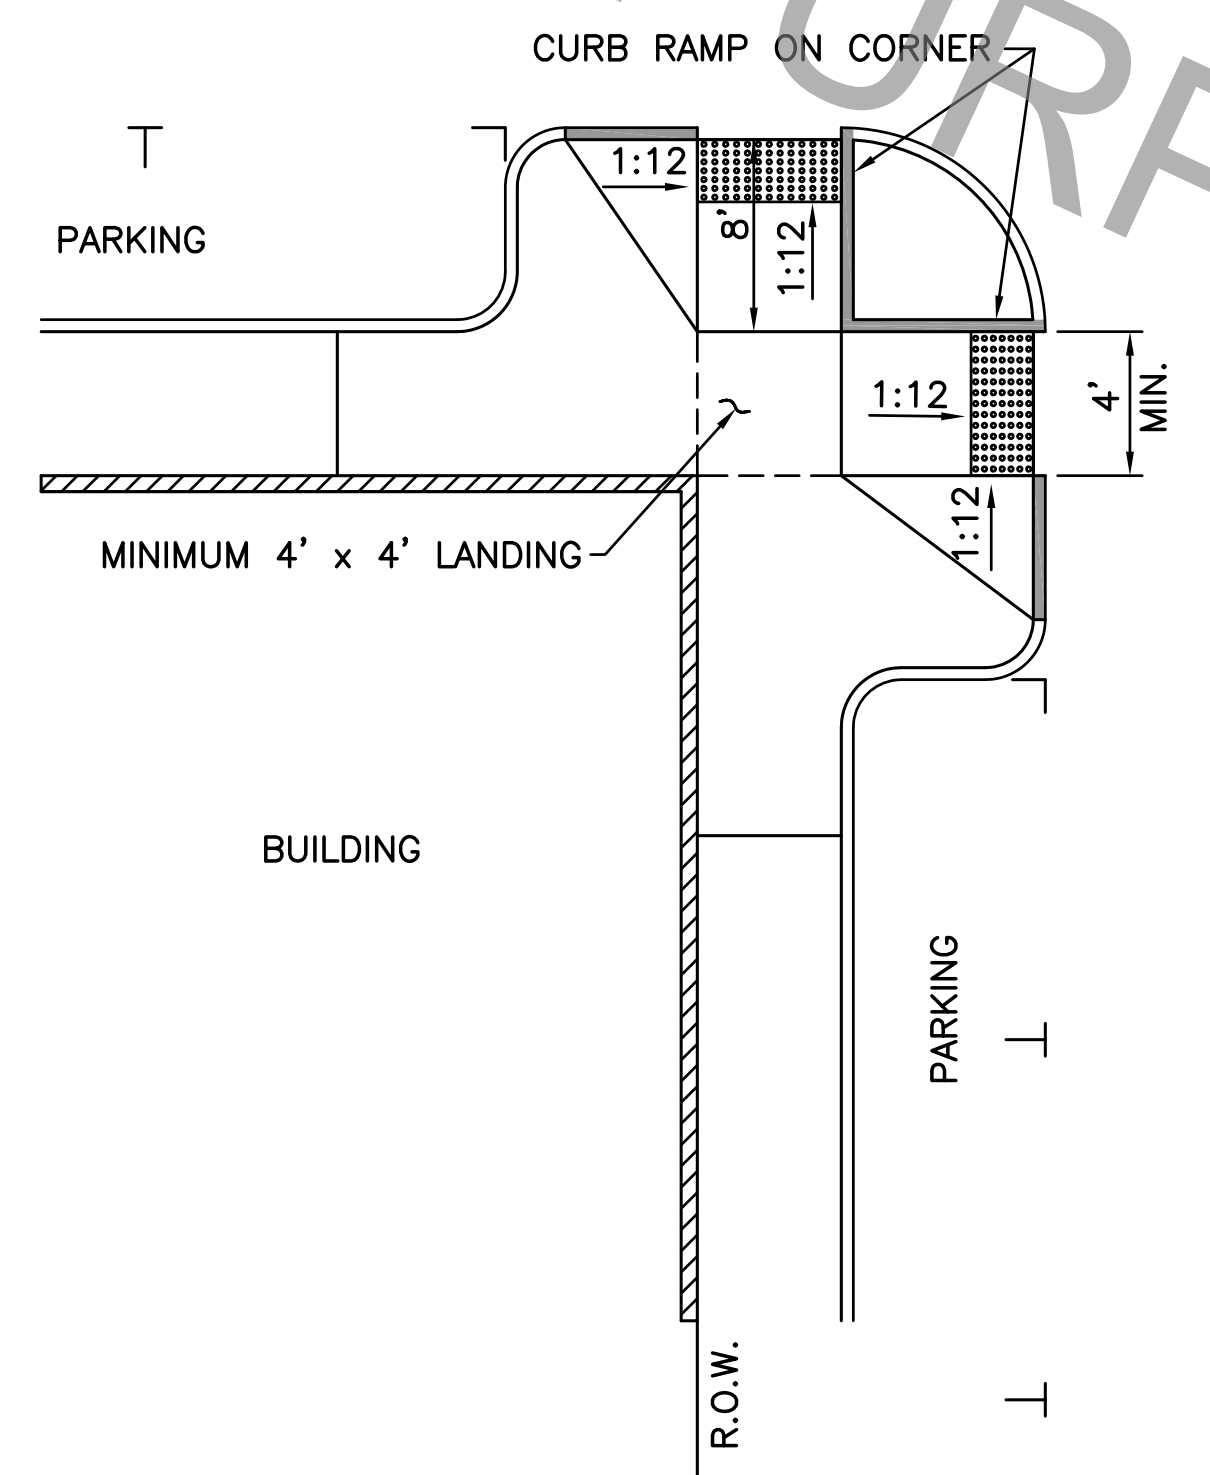 CURB RAMP ON CORNER
1:12
8'
1:12
PARKING
1:12
4'
MIN.
1:12
MINIMUM 4' x 4' LANDING
BUILDING
PARKING
R.O.W.